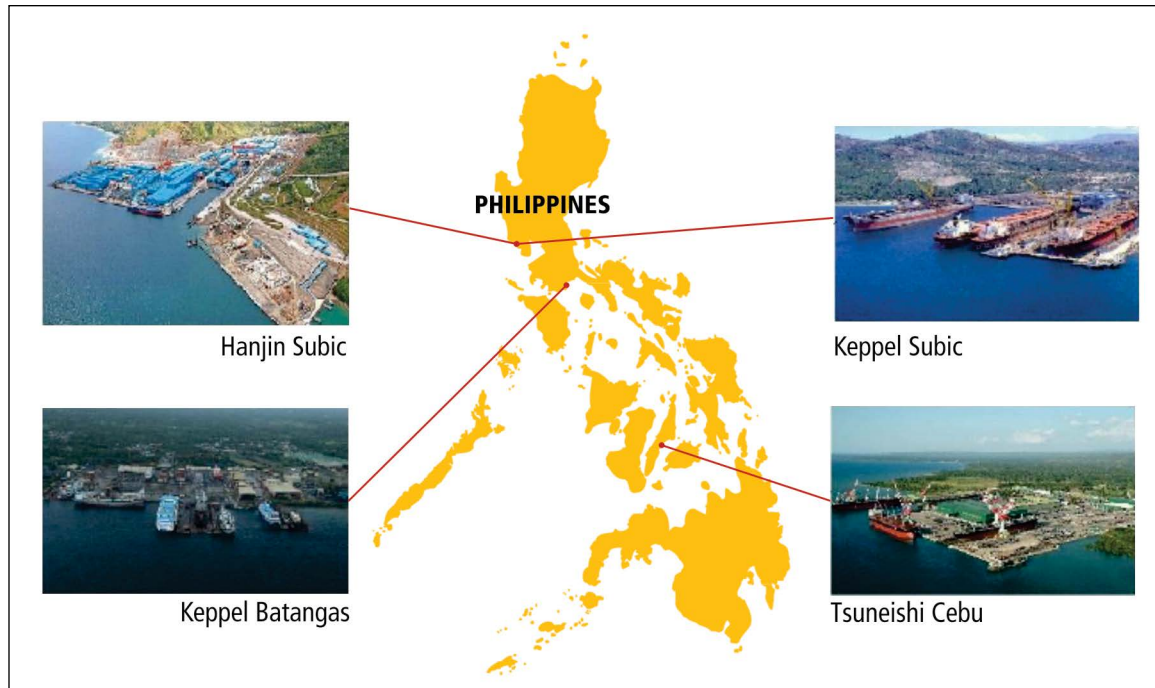 PHILIPPINES
Hanjin Subic
Keppel Subic
Keppel Batangas
Tsuneishi Cebu